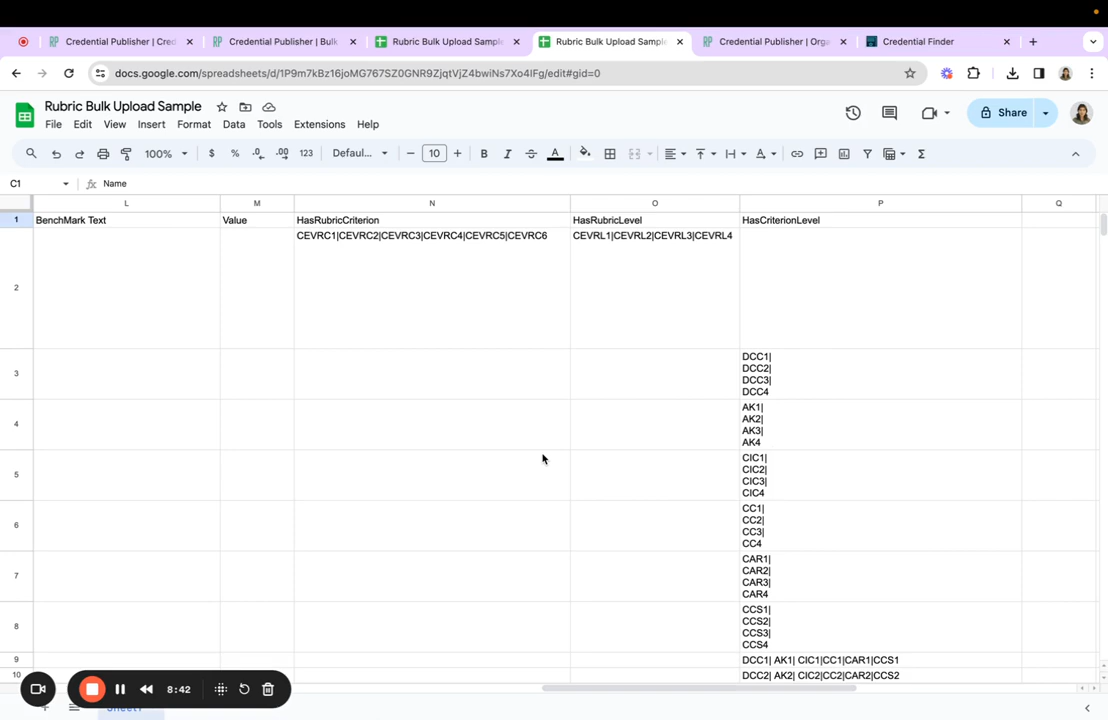 Credential Publisher | Cred
Credential Publisher | Bulk
Rubric Bulk Upload Sample
Rubric Bulk Upload Sample
Credential Publisher | Orga
Credential Finder
docs.google.com/spreadsheets/d/1P9m7kBz16joMG767SZ0GNR9ZjqtVjZ4bwiNs7Xo4lFg/edit#gid=0
Rubric Bulk Upload Sample
File Edit View Insert Format Data Tools Extensions Help
Share
100% $ % .0 .00 123 Defaul... 10 B I A
C1 Name
L M N O P Q
1 BenchMark Text Value HasRubricCriterion HasRubricLevel HasCriterionLevel
2 CEVRC1|CEVRC2|CEVRC3|CEVRC4|CEVRC5|CEVRC6 CEVRL1|CEVRL2|CEVRL3|CEVRL4
3 DCC1|
DCC2|
DCC3|
DCC4
4 AK1|
AK2|
AK3|
AK4
5 CIC1|
CIC2|
CIC3|
CIC4
6 CC1|
CC2|
CC3|
CC4
7 CAR1|
CAR2|
CAR3|
CAR4
8 CCS1|
CCS2|
CCS3|
CCS4
9 DCC1| AK1| CIC1|CC1|CAR1|CCS1
10 DCC2| AK2| CIC2|CC2|CAR2|CCS2
8:42